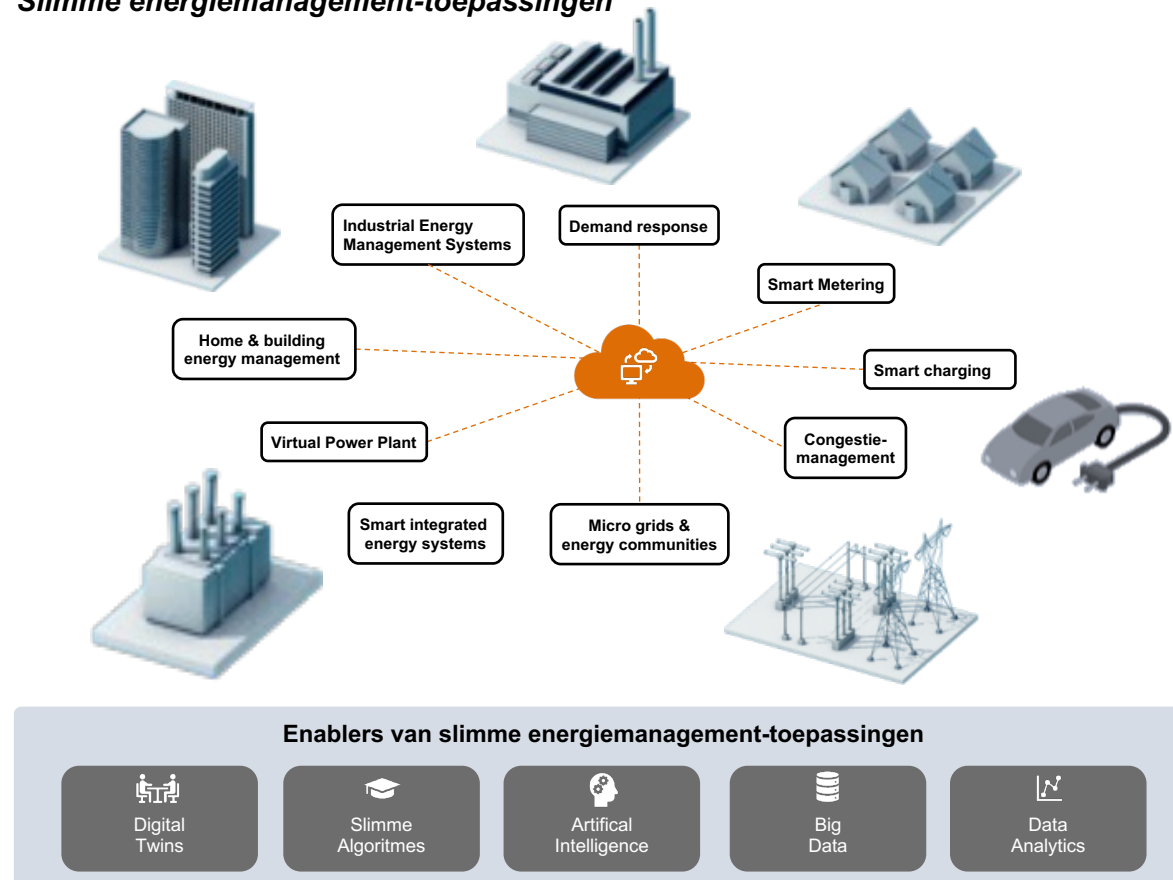 Slimme energiemanagement-toepassingen
Industrial Energy
Management Systems
Demand response
Smart Metering
Home & building
energy management
Smart charging
Virtual Power Plant
Congestie-
management
Smart integrated
energy systems
Micro grids &
energy communities
Enablers van slimme energiemanagement-toepassingen
Digital
Twins
Slimme
Algoritmes
Artifical
Intelligence
Big
Data
Data
Analytics